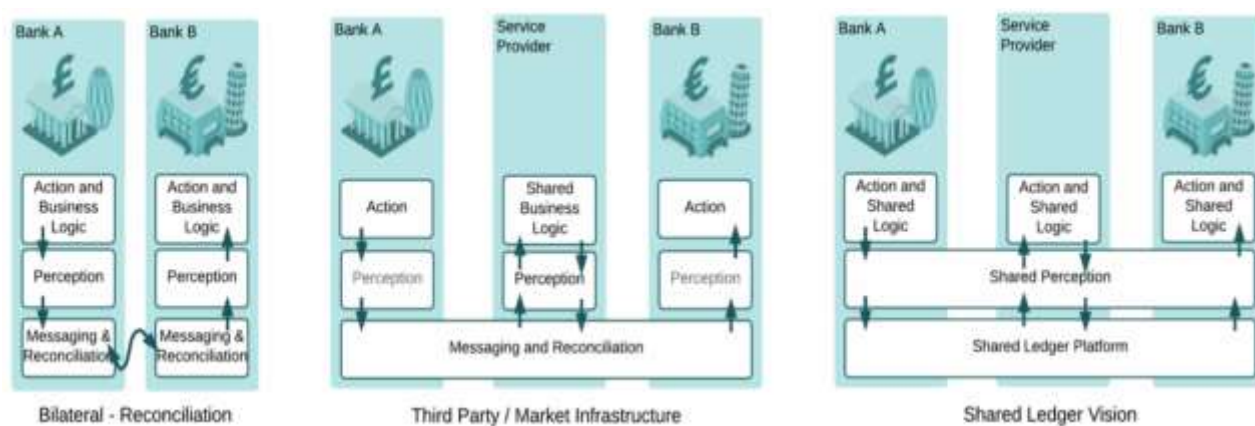 Bank A
Bank B
£
€
Action and
Business
Logic
Action and
Business
Logic
Perception
Perception
Messaging &
Reconciliation
Messaging &
Reconciliation
Bilateral - Reconciliation
Bank A
Service
Provider
Bank B
£
€
Action
Shared
Business
Logic
Action
Perception
Perception
Perception
Messaging and Reconciliation
Third Party / Market Infrastructure
Bank A
Service
Provider
Bank B
£
€
Action and
Shared
Logic
Action and
Shared
Logic
Action and
Shared
Logic
Shared Perception
Shared Ledger Platform
Shared Ledger Vision